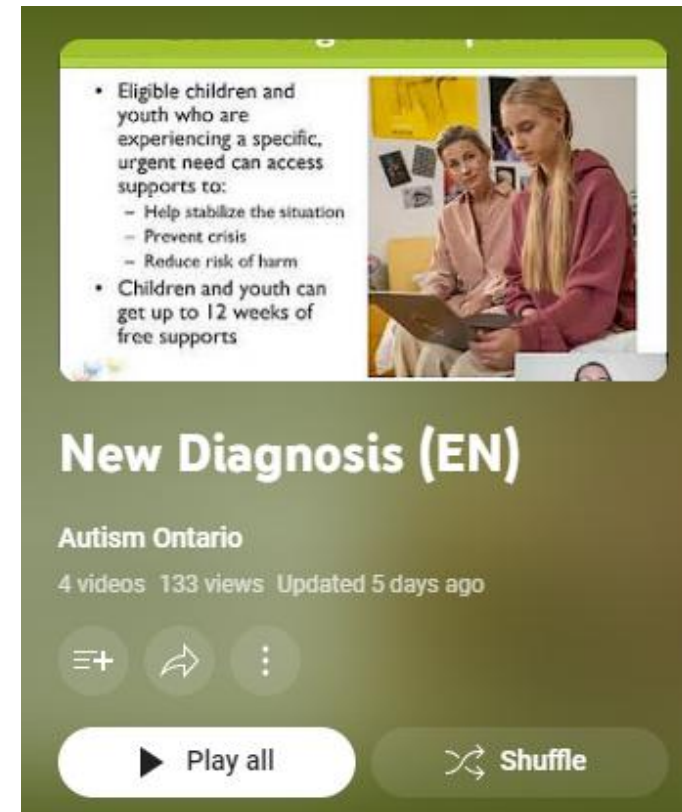 • Eligible children and
youth who are
experiencing a specific,
urgent need can access
supports to:
– Help stabilize the situation
– Prevent crisis
– Reduce risk of harm
• Children and youth can
get up to 12 weeks of
free supports
New Diagnosis (EN)
Autism Ontario
4 videos 133 views Updated 5 days ago
Play all
Shuffle